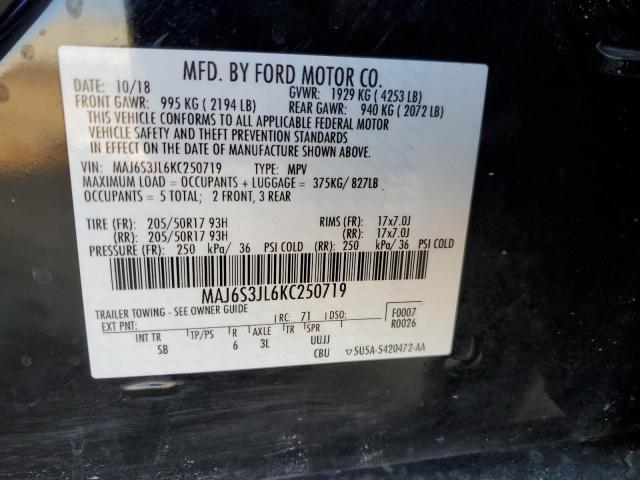 MFD. BY FORD MOTOR CO.
DATE: 10/18 GVWR: 1929 KG ( 4253 LB)
FRONT GAWR: 995 KG ( 2194 LB) REAR GAWR: 940 KG ( 2072 LB)
THIS VEHICLE CONFORMS TO ALL APPLICABLE FEDERAL MOTOR
VEHICLE SAFETY AND THEFT PREVENTION STANDARDS
IN EFFECT ON THE DATE OF MANUFACTURE SHOWN ABOVE.
VIN: MAJ6S3JL6KC250719 TYPE: MPV
MAXIMUM LOAD = OCCUPANTS + LUGGAGE = 375KG/ 827LB
OCCUPANTS = 5 TOTAL; 2 FRONT, 3 REAR
TIRE (FR): 205/50R17 93H RIMS (FR): 17x7.0J
(RR): 205/50R17 93H (RR): 17x7.0J
PRESSURE (FR): 250 kPa/ 36 PSI COLD (RR): 250 kPa/ 36 PSI COLD
MAJ6S3JL6KC250719
TRAILER TOWING - SEE OWNER GUIDE
EXT PNT: RC: 71 DSO: F0007
R0026
INT TR TP/PS R AXLE TR SPR
SB 6 3L UUJJ
CBU 5U5A-S420472-AA